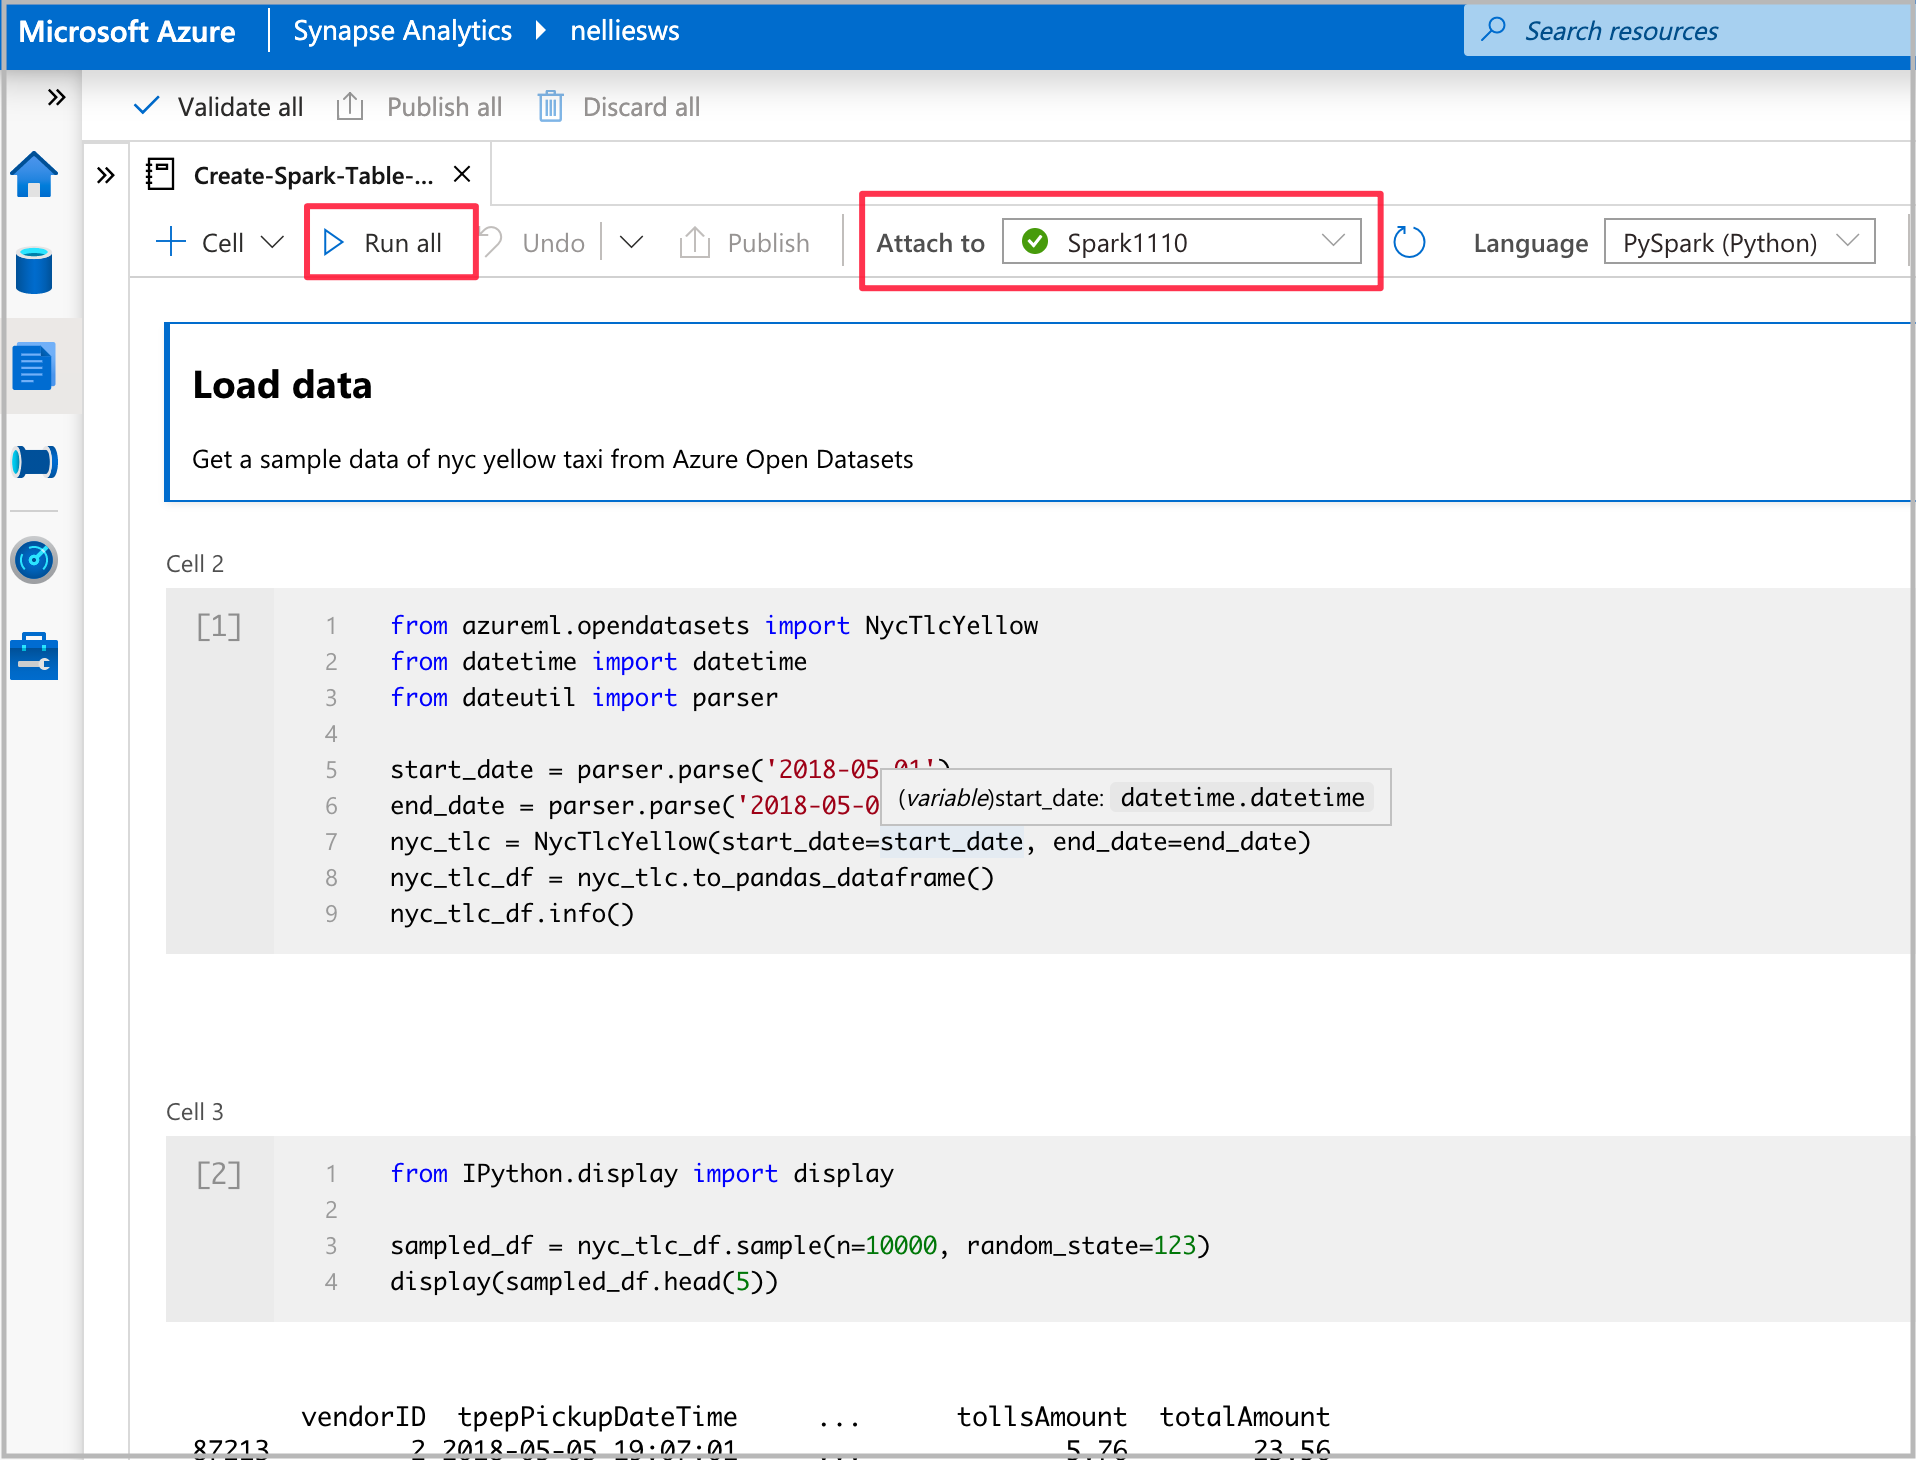 Microsoft Azure Synapse Analytics nelliesws Search resources
Validate all Publish all Discard all
Create-Spark-Table-...
Cell Run all Undo Publish Attach to Spark1110 Language PySpark (Python)
Load data
Get a sample data of nyc yellow taxi from Azure Open Datasets
Cell 2
[1]
1 from azureml.opendatasets import NycTlcYellow
2 from datetime import datetime
3 from dateutil import parser
4
5 start_date = parser.parse('2018-05-01')
6 end_date = parser.parse('2018-05-0
(variable)start_date: datetime.datetime
7 nyc_tlc = NycTlcYellow(start_date=start_date, end_date=end_date)
8 nyc_tlc_df = nyc_tlc.to_pandas_dataframe()
9 nyc_tlc_df.info()
Cell 3
[2]
1 from IPython.display import display
2
3 sampled_df = nyc_tlc_df.sample(n=10000, random_state=123)
4 display(sampled_df.head(5))
vendorID tpepPickupDateTime ... tollsAmount totalAmount
87213 2 2018-05-05 19:07:01 ... 5.76 23.56